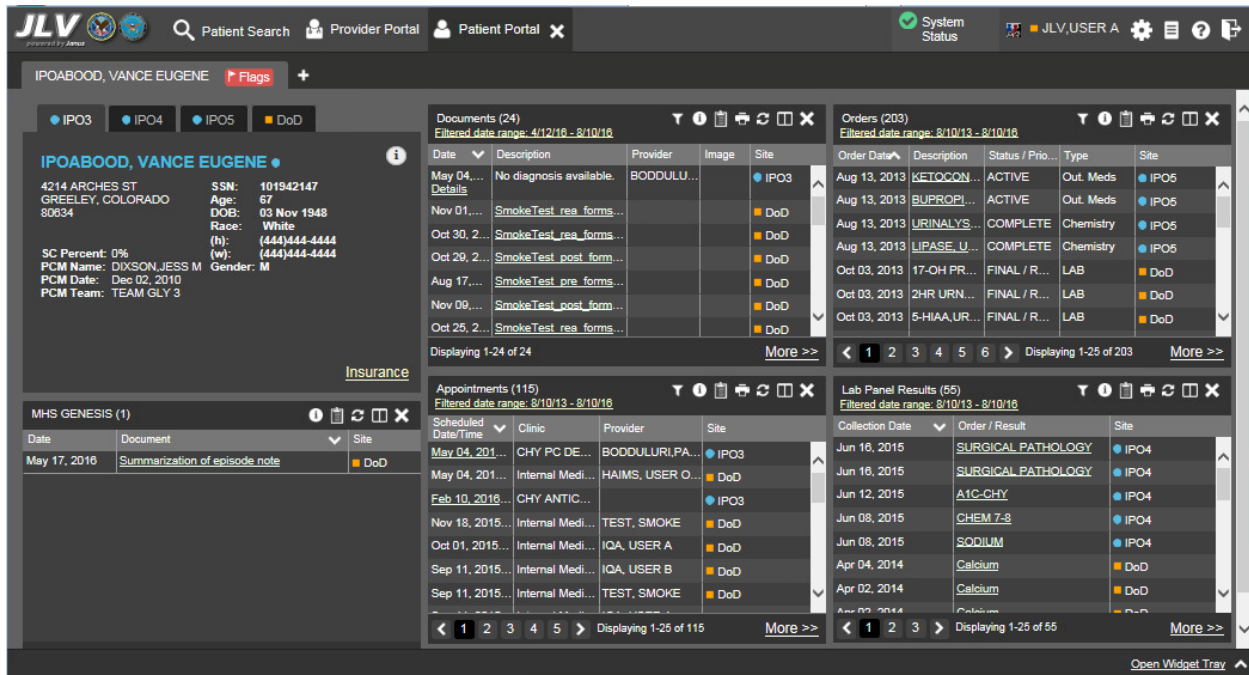 JLV
powered by Janus
Patient Search
Provider Portal
Patient Portal
System Status
JLV,USER A
IPOABOOD, VANCE EUGENE
Flags
+
IPO3
IPO4
IPO5
DoD
IPOABOOD, VANCE EUGENE
4214 ARCHES ST
GREELEY, COLORADO
80634
SSN: 101942147
Age: 67
DOB: 03 Nov 1948
Race: White
(h): (444)444-4444
(w): (444)444-4444
Gender: M
SC Percent: 0%
PCM Name: DIXSON,JESS M
PCM Date: Dec 02, 2010
PCM Team: TEAM GLY 3
Insurance
MHS GENESIS (1)
Date Document Site
May 17, 2016 Summarization of episode note DoD
Documents (24)
Filtered date range: 4/12/16 - 8/10/16
Date Description Provider Image Site
May 04,... No diagnosis available. BODDULU... IPO3
Details
Nov 01,... SmokeTest_rea_forms... DoD
Oct 30, 2... SmokeTest_rea_forms... DoD
Oct 29, 2... SmokeTest_post_form... DoD
Aug 17,... SmokeTest_pre_forms... DoD
Nov 09,... SmokeTest_post_form... DoD
Oct 25, 2... SmokeTest_rea_forms... DoD
Displaying 1-24 of 24 More >>
Orders (203)
Filtered date range: 8/10/13 - 8/10/16
Order Date Description Status / Prio... Type Site
Aug 13, 2013 KETOCON... ACTIVE Out. Meds IPO5
Aug 13, 2013 BUPROPI... ACTIVE Out. Meds IPO5
Aug 13, 2013 URINALYS... COMPLETE Chemistry IPO5
Aug 13, 2013 LIPASE, U... COMPLETE Chemistry IPO5
Oct 03, 2013 17-OH PR... FINAL / R... LAB DoD
Oct 03, 2013 2HR URN... FINAL / R... LAB DoD
Oct 03, 2013 5-HIAA,UR... FINAL / R... LAB DoD
1 2 3 4 5 6 Displaying 1-25 of 203 More >>
Appointments (115)
Filtered date range: 8/10/13 - 8/10/16
Scheduled Date/Time Clinic Provider Site
May 04, 201... CHY PC DE... BODDULURI,PA... IPO3
May 04, 201... Internal Medi... HAIMS, USER O... DoD
Feb 10, 2016... CHY ANTIC... IPO3
Nov 18, 2015... Internal Medi... TEST, SMOKE DoD
Oct 01, 2015... Internal Medi... IQA, USER A DoD
Sep 11, 2015... Internal Medi... IQA, USER B DoD
Sep 11, 2015... Internal Medi... TEST, SMOKE DoD
1 2 3 4 5 Displaying 1-25 of 115 More >>
Lab Panel Results (55)
Filtered date range: 8/10/13 - 8/10/16
Collection Date Order / Result Site
Jun 16, 2015 SURGICAL PATHOLOGY IPO4
Jun 16, 2015 SURGICAL PATHOLOGY IPO4
Jun 12, 2015 A1C-CHY IPO4
Jun 08, 2015 CHEM 7-8 IPO4
Jun 08, 2015 SODIUM IPO4
Apr 04, 2014 Calcium DoD
Apr 02, 2014 Calcium DoD
Apr 02, 2014 Calcium DoD
1 2 3 Displaying 1-25 of 55 More >>
Open Widget Tray